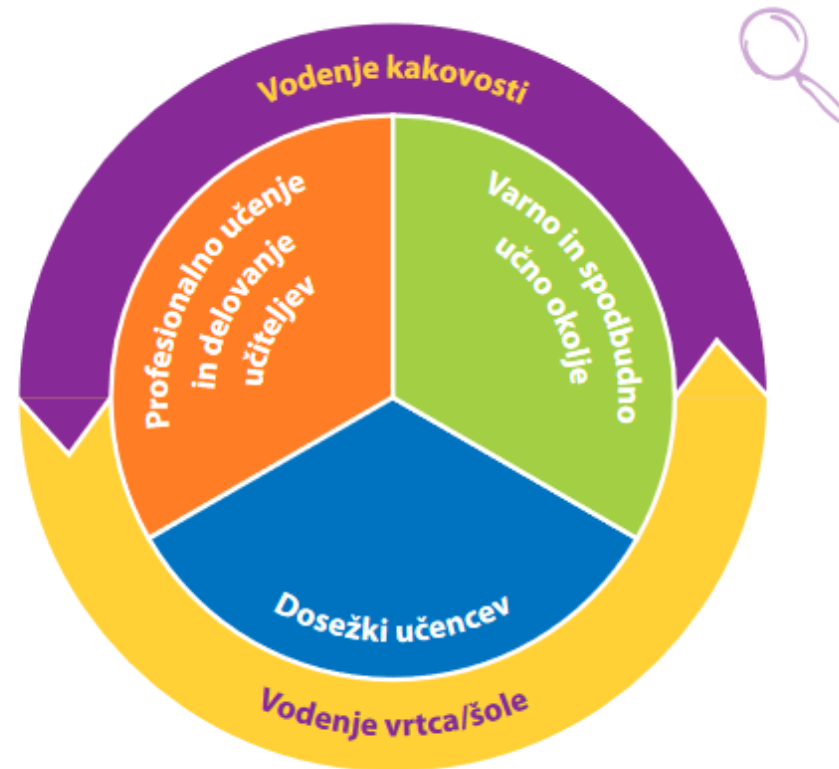 Vodenje kakovosti
Profesionalno učenje
in delovanje
učiteljev
Varno in spodbudno
učno okolje
Dosežki učencev
Vodenje vrtca/šole